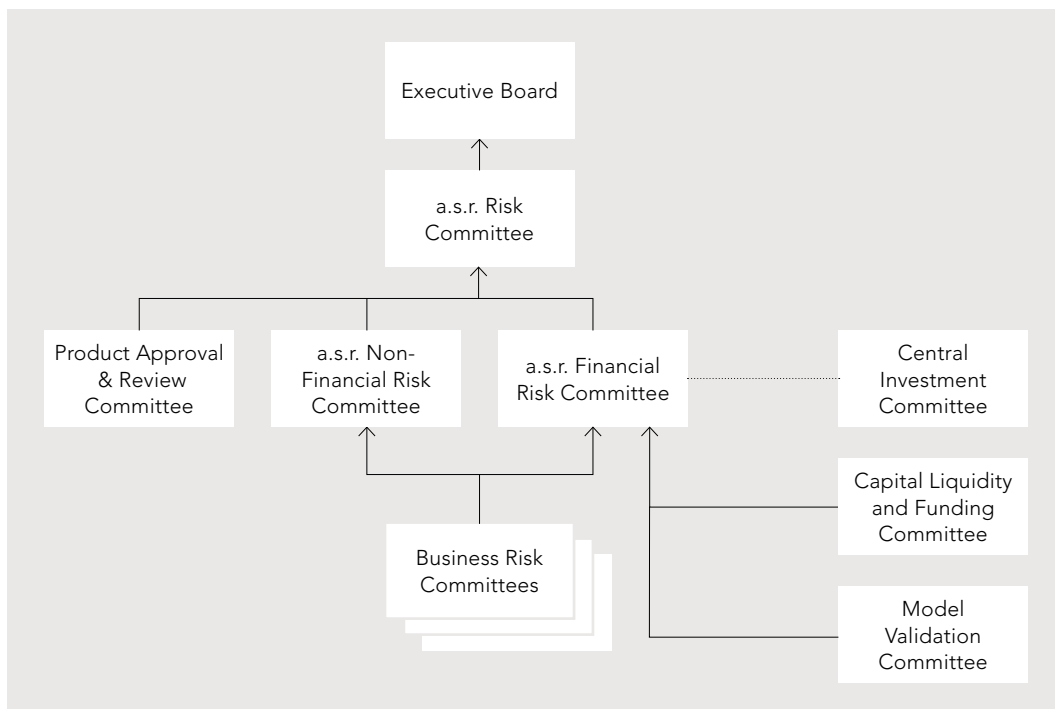 Executive Board
a.s.r. Risk
Committee
Product Approval
& Review
Committee
a.s.r. Non-
Financial Risk
Committee
a.s.r. Financial
Risk Committee
Central
Investment
Committee
Capital Liquidity
and Funding
Committee
Business Risk
Committees
Model
Validation
Committee